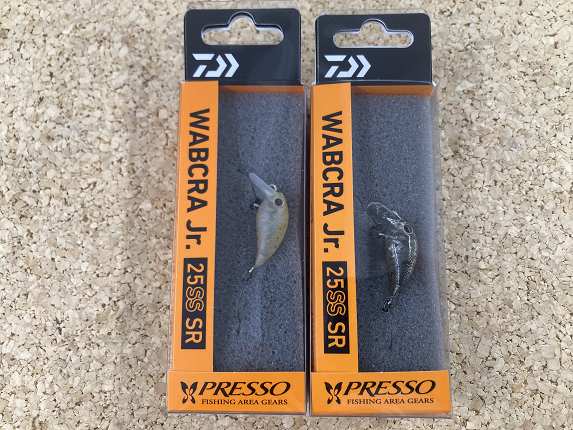 WABCRA Jr. 25SS SR
PRESSO
FISHING AREA GEARS
WABCRA Jr. 25SS SR
PRESSO
FISHING AREA GEARS